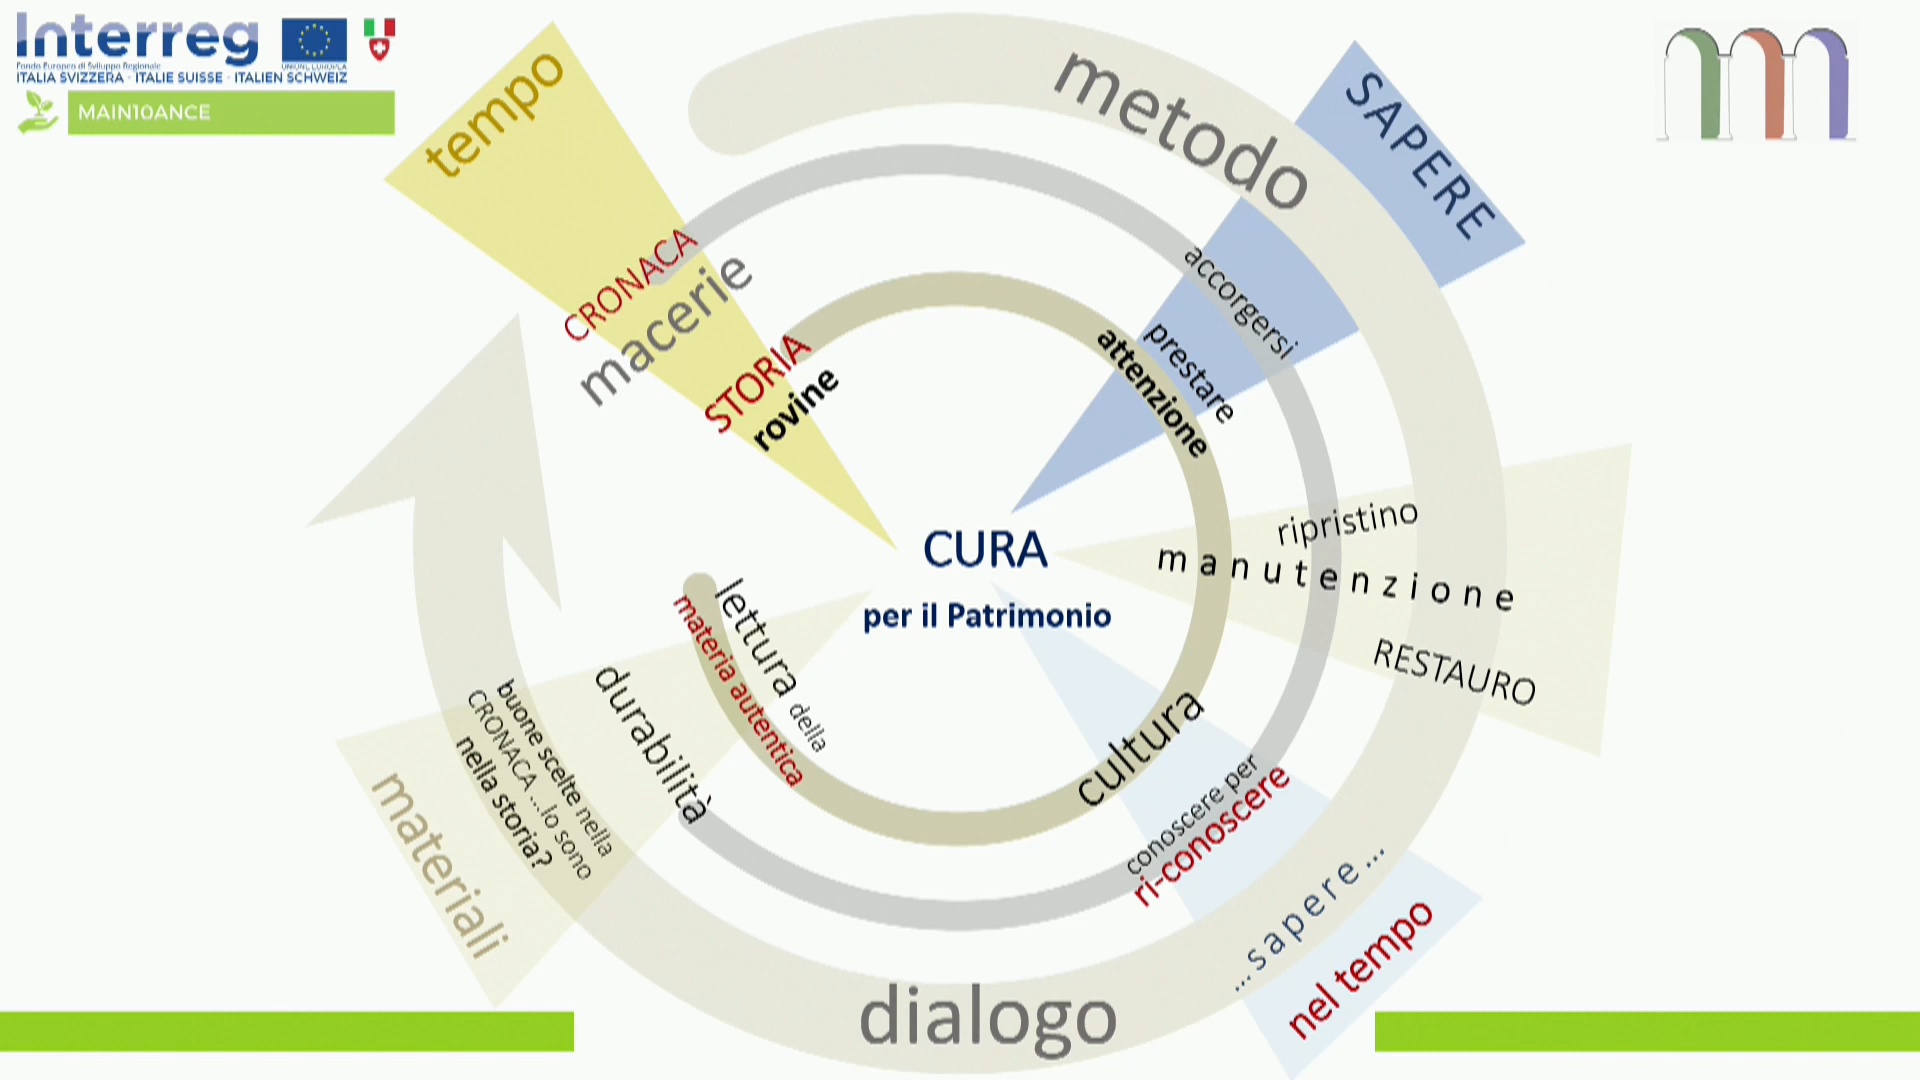 Interreg
Fondo Europeo di Sviluppo Regionale
UNIONE EUROPEA
ITALIA SVIZZERA · ITALIE SUISSE · ITALIEN SCHWEIZ
MAIN10ANCE
tempo
CRONACA
macerie
STORIA
rovine
metodo
SAPERE
accorgersi
prestare
attenzione
CURA
per il Patrimonio
ripristino
manutenzione
RESTAURO
cultura
conoscere per
ri-conoscere
...sapere...
nel tempo
dialogo
lettura della
materia autentica
durabilità
buone scelte nella
CRONACA ...lo sono
nella storia?
materiali